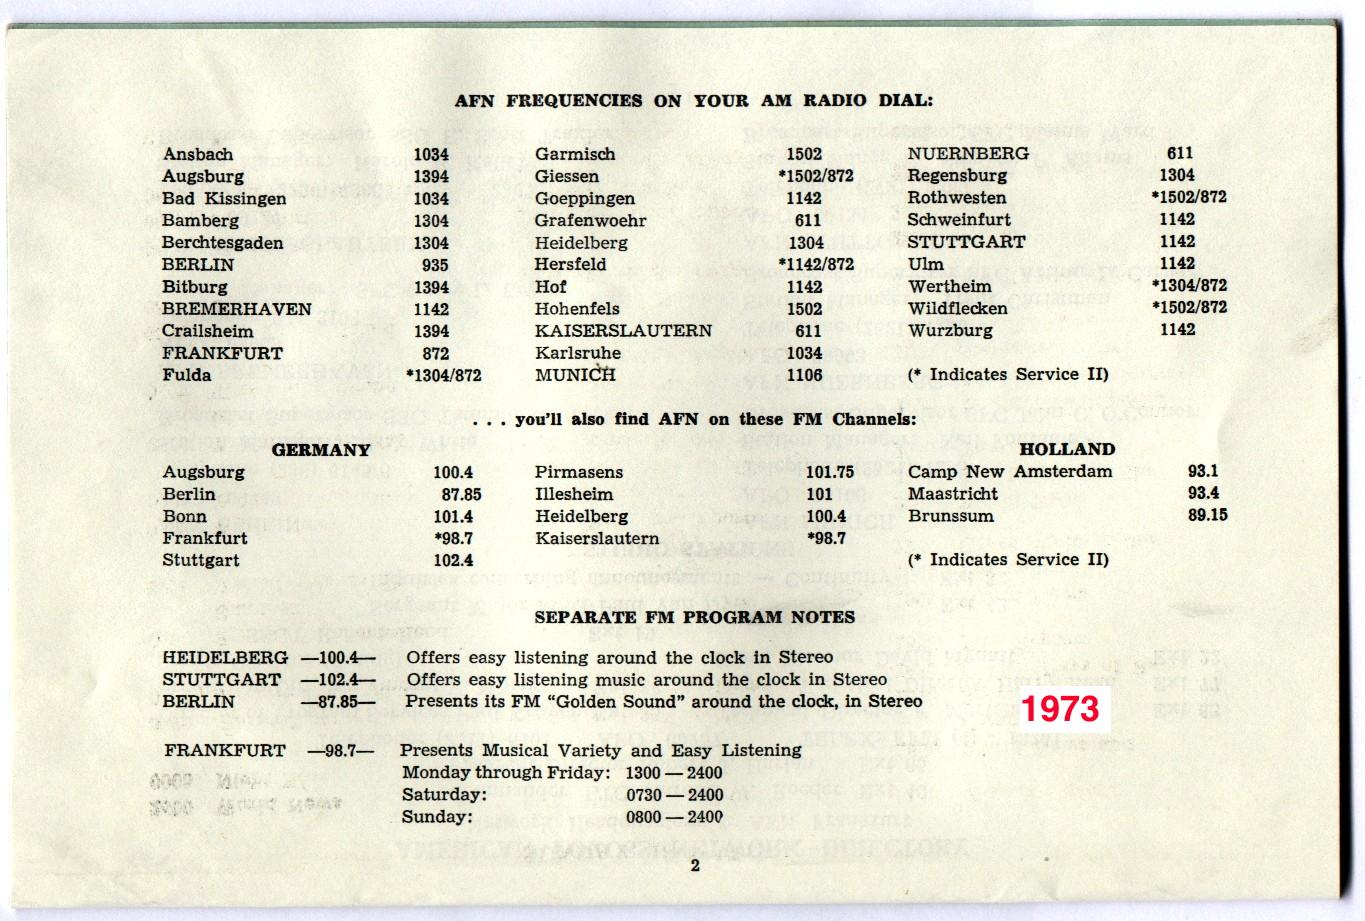 AFN FREQUENCIES ON YOUR AM RADIO DIAL:
Ansbach 1034 Garmisch 1502 NUERNBERG 611
Augsburg 1394 Giessen *1502/872 Regensburg 1304
Bad Kissingen 1034 Goeppingen 1142 Rothwesten *1502/872
Bamberg 1304 Grafenwoehr 611 Schweinfurt 1142
Berchtesgaden 1304 Heidelberg 1304 STUTTGART 1142
BERLIN 935 Hersfeld *1142/872 Ulm 1142
Bitburg 1394 Hof 1142 Wertheim *1304/872
BREMERHAVEN 1142 Hohenfels 1502 Wildflecken *1502/872
Crailsheim 1394 KAISERSLAUTERN 611 Wurzburg 1142
FRANKFURT 872 Karlsruhe 1034
Fulda *1304/872 MUNICH 1106 (* Indicates Service II)
. . . you'll also find AFN on these FM Channels:
GERMANY HOLLAND
Augsburg 100.4 Pirmasens 101.75 Camp New Amsterdam 93.1
Berlin 87.85 Illesheim 101 Maastricht 93.4
Bonn 101.4 Heidelberg 100.4 Brunssum 89.15
Frankfurt *98.7 Kaiserslautern *98.7
Stuttgart 102.4 (* Indicates Service II)
SEPARATE FM PROGRAM NOTES
HEIDELBERG —100.4— Offers easy listening around the clock in Stereo
STUTTGART —102.4— Offers easy listening music around the clock in Stereo
BERLIN —87.85— Presents its FM “Golden Sound” around the clock, in Stereo
1973
FRANKFURT —98.7— Presents Musical Variety and Easy Listening
Monday through Friday: 1300 — 2400
Saturday: 0730 — 2400
Sunday: 0800 — 2400
2